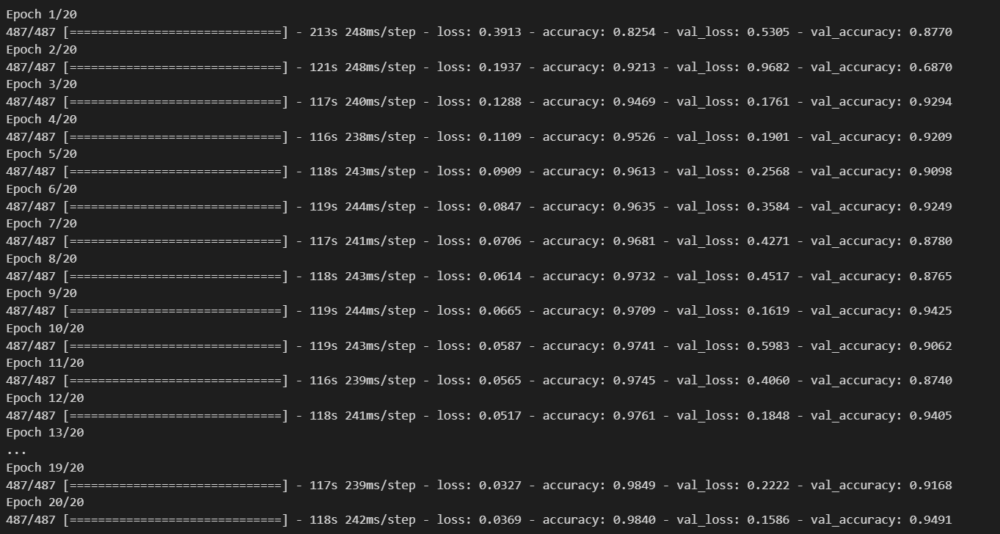 Epoch 1/20
487/487 [==============================] - 213s 248ms/step - loss: 0.3913 - accuracy: 0.8254 - val_loss: 0.5305 - val_accuracy: 0.8770
Epoch 2/20
487/487 [==============================] - 121s 248ms/step - loss: 0.1937 - accuracy: 0.9213 - val_loss: 0.9682 - val_accuracy: 0.6870
Epoch 3/20
487/487 [==============================] - 117s 240ms/step - loss: 0.1288 - accuracy: 0.9469 - val_loss: 0.1761 - val_accuracy: 0.9294
Epoch 4/20
487/487 [==============================] - 116s 238ms/step - loss: 0.1109 - accuracy: 0.9526 - val_loss: 0.1901 - val_accuracy: 0.9209
Epoch 5/20
487/487 [==============================] - 118s 243ms/step - loss: 0.0909 - accuracy: 0.9613 - val_loss: 0.2568 - val_accuracy: 0.9098
Epoch 6/20
487/487 [==============================] - 119s 244ms/step - loss: 0.0847 - accuracy: 0.9635 - val_loss: 0.3584 - val_accuracy: 0.9249
Epoch 7/20
487/487 [==============================] - 117s 241ms/step - loss: 0.0706 - accuracy: 0.9681 - val_loss: 0.4271 - val_accuracy: 0.8780
Epoch 8/20
487/487 [==============================] - 118s 243ms/step - loss: 0.0614 - accuracy: 0.9732 - val_loss: 0.4517 - val_accuracy: 0.8765
Epoch 9/20
487/487 [==============================] - 119s 244ms/step - loss: 0.0665 - accuracy: 0.9709 - val_loss: 0.1619 - val_accuracy: 0.9425
Epoch 10/20
487/487 [==============================] - 119s 243ms/step - loss: 0.0587 - accuracy: 0.9741 - val_loss: 0.5983 - val_accuracy: 0.9062
Epoch 11/20
487/487 [==============================] - 116s 239ms/step - loss: 0.0565 - accuracy: 0.9745 - val_loss: 0.4060 - val_accuracy: 0.8740
Epoch 12/20
487/487 [==============================] - 118s 241ms/step - loss: 0.0517 - accuracy: 0.9761 - val_loss: 0.1848 - val_accuracy: 0.9405
Epoch 13/20
...
Epoch 19/20
487/487 [==============================] - 117s 239ms/step - loss: 0.0327 - accuracy: 0.9849 - val_loss: 0.2222 - val_accuracy: 0.9168
Epoch 20/20
487/487 [==============================] - 118s 242ms/step - loss: 0.0369 - accuracy: 0.9840 - val_loss: 0.1586 - val_accuracy: 0.9491